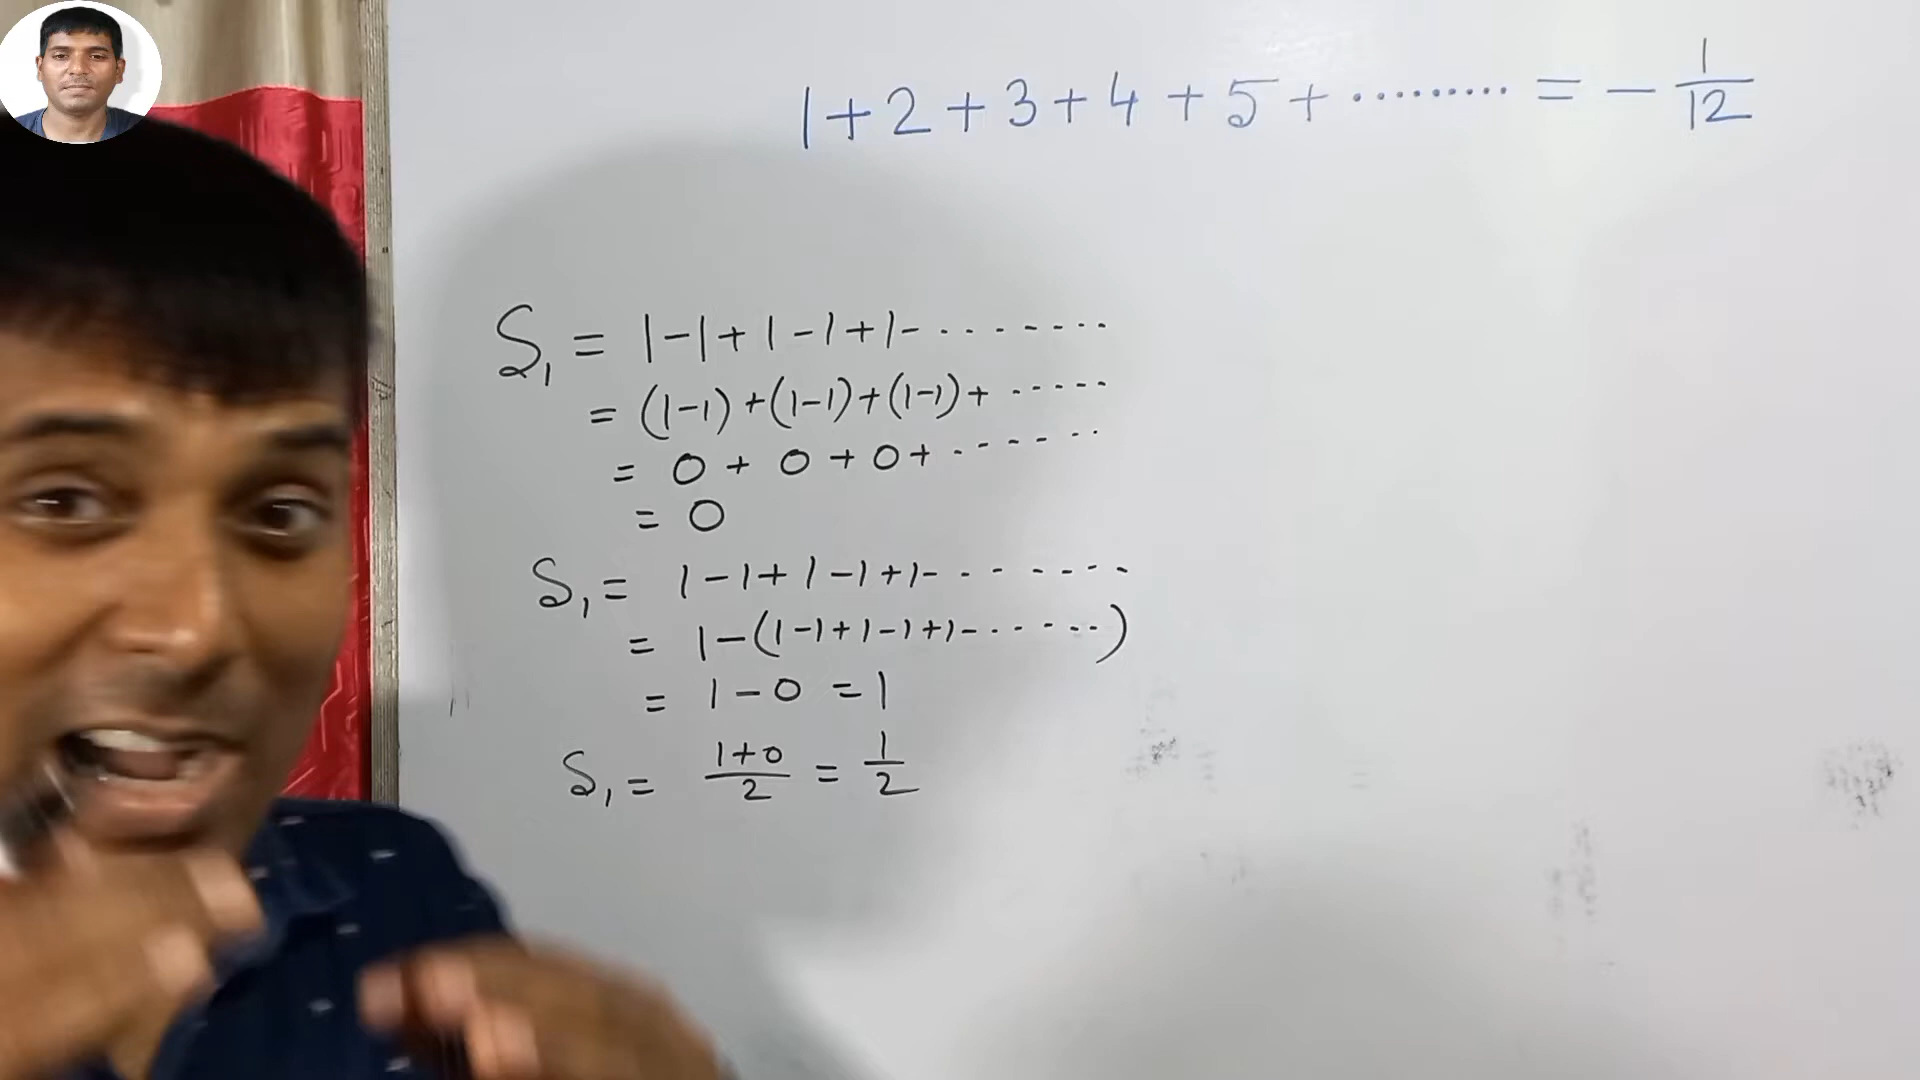 1+2+3+4+5+......... = - 1/12
S₁ = 1-1+1-1+1-.......
= (1-1)+(1-1)+(1-1)+.....
= 0+0+0+......
= 0
S₁ = 1-1+1-1+1-.......
= 1-(1-1+1-1+1-......)
= 1-0 = 1
S₁ = 1+0/2 = 1/2